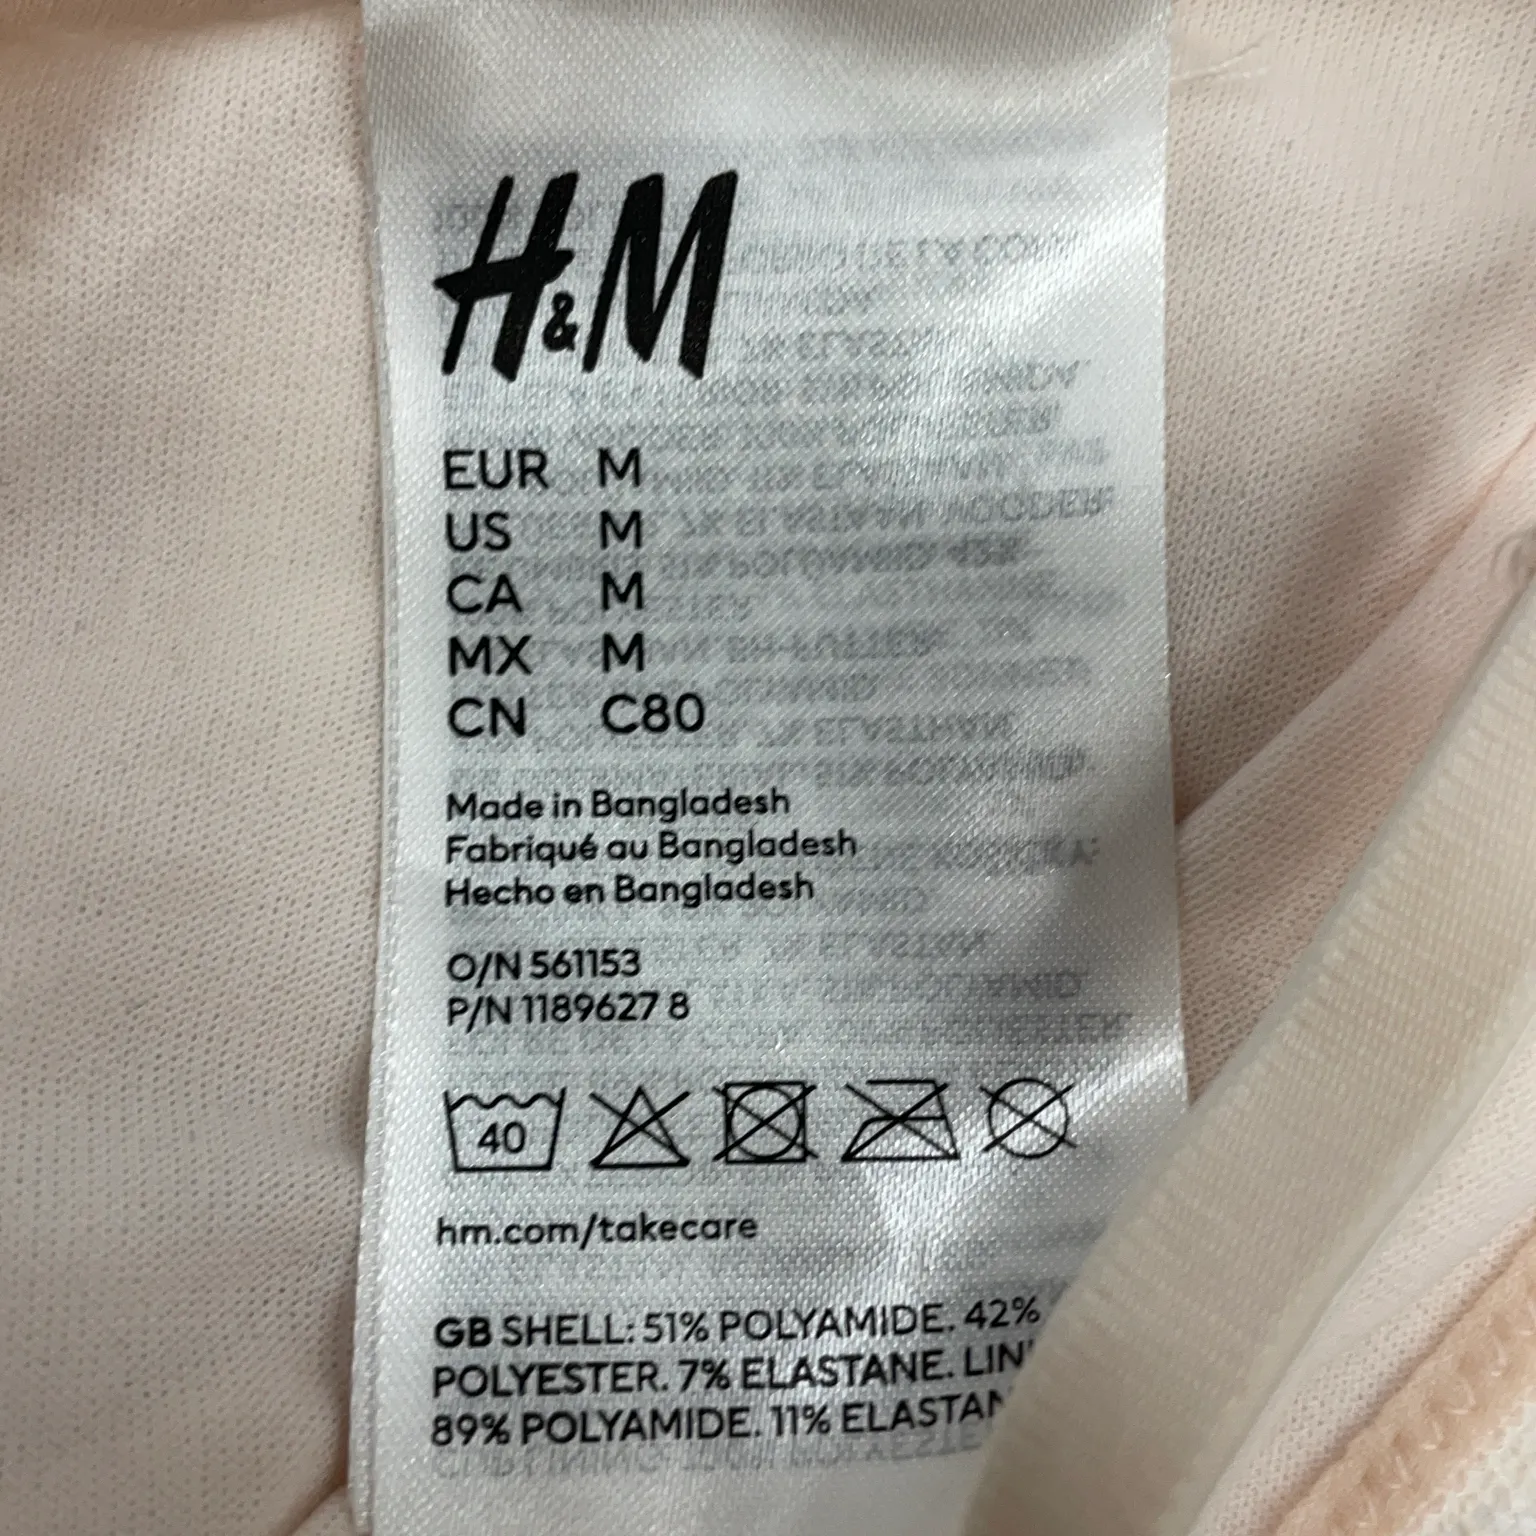 H&M
EUR M
US M
CA M
MX M
CN C80
Made in Bangladesh
Fabriqué au Bangladesh
Hecho en Bangladesh
O/N 561153
P/N 1189627 8
40
hm.com/takecare
GB SHELL: 51% POLYAMIDE. 42%
POLYESTER. 7% ELASTANE.
89% POLYAMIDE. 11%